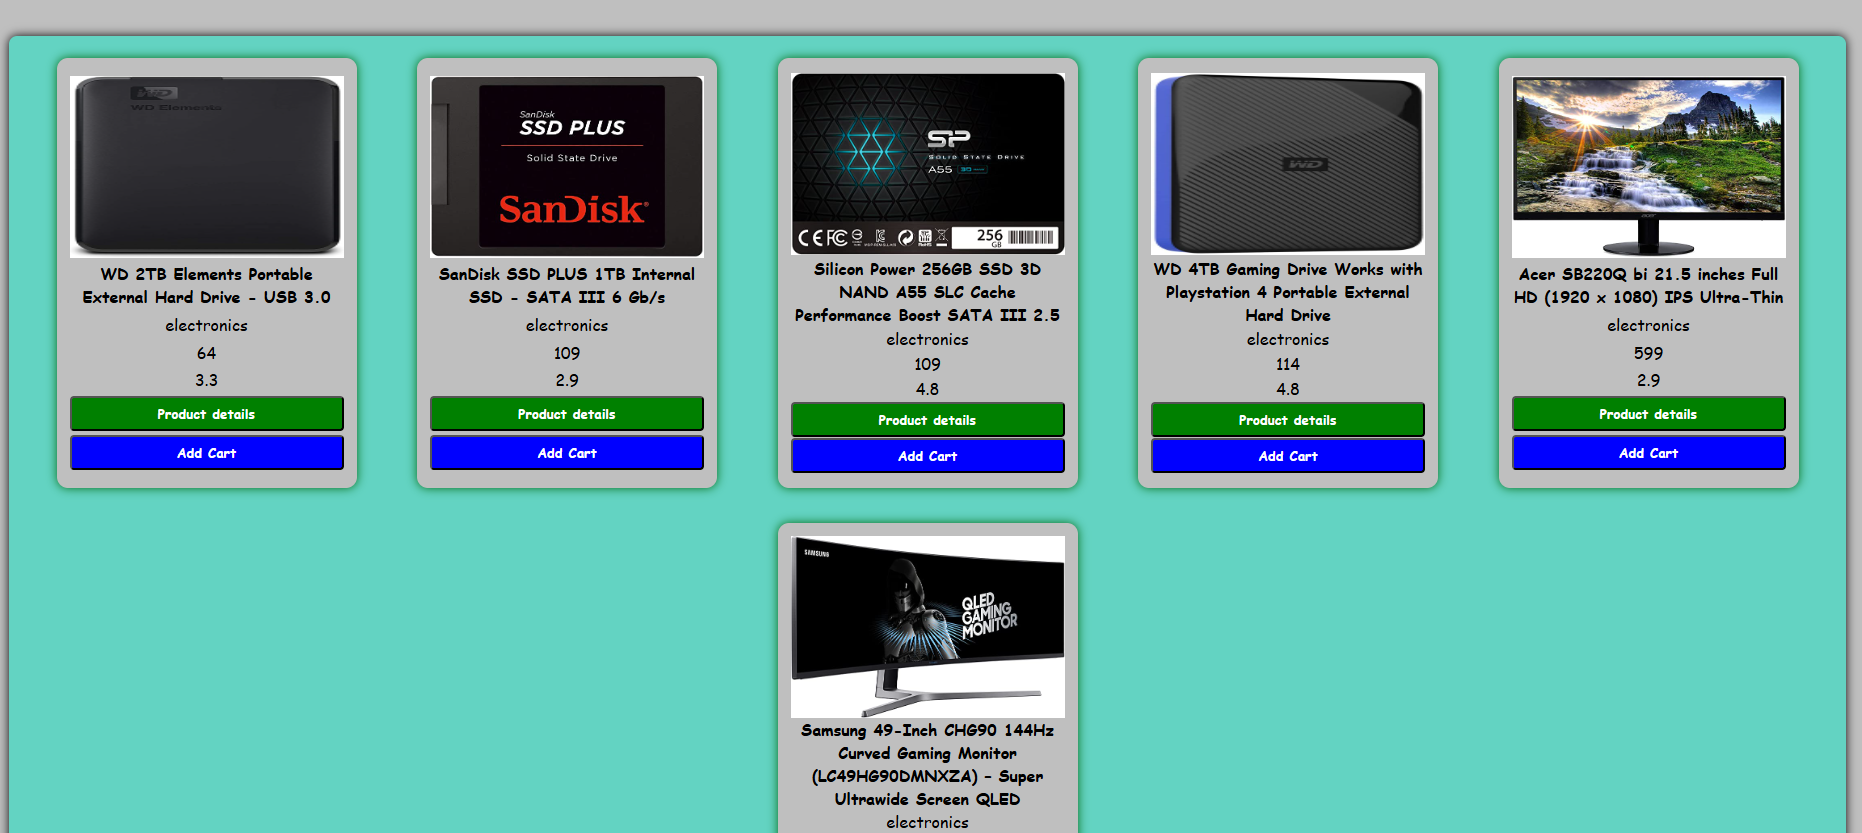 WD
WD Elements
WD 2TB Elements Portable
External Hard Drive - USB 3.0
electronics
64
3.3
Product details
Add Cart
SanDisk
SSD PLUS
Solid State Drive
SanDisk
SanDisk SSD PLUS 1TB Internal
SSD - SATA III 6 Gb/s
electronics
109
2.9
Product details
Add Cart
SP
SOLID STATE DRIVE
A55
256
GB
Silicon Power 256GB SSD 3D
NAND A55 SLC Cache
Performance Boost SATA III 2.5
electronics
109
4.8
Product details
Add Cart
WD
WD 4TB Gaming Drive Works with
Playstation 4 Portable External
Hard Drive
electronics
114
4.8
Product details
Add Cart
acer
Acer SB220Q bi 21.5 inches Full
HD (1920 x 1080) IPS Ultra-Thin
electronics
599
2.9
Product details
Add Cart
SAMSUNG
QLED
GAMING
MONITOR
Samsung 49-Inch CHG90 144Hz
Curved Gaming Monitor
(LC49HG90DMNXZA) – Super
Ultrawide Screen QLED
electronics